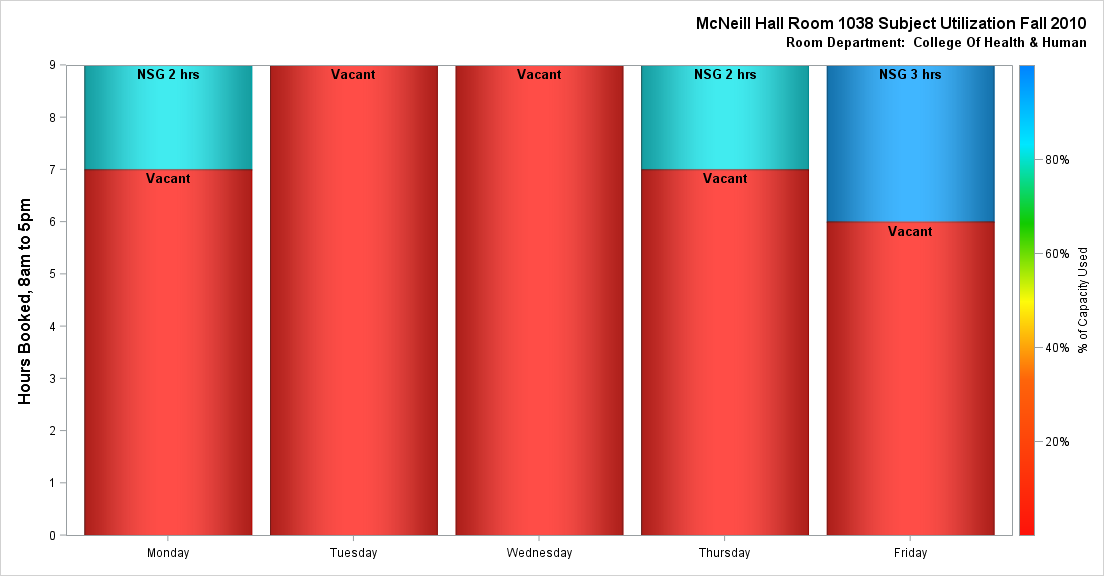 McNeill Hall Room 1038 Subject Utilization Fall 2010
Room Department:  College Of Health & Human
Hours Booked, 8am to 5pm
9
8
7
6
5
4
3
2
1
0
NSG 2 hrs
Vacant
Vacant
Vacant
NSG 2 hrs
Vacant
NSG 3 hrs
Vacant
Monday
Tuesday
Wednesday
Thursday
Friday
80%
60%
40%
20%
% of Capacity Used